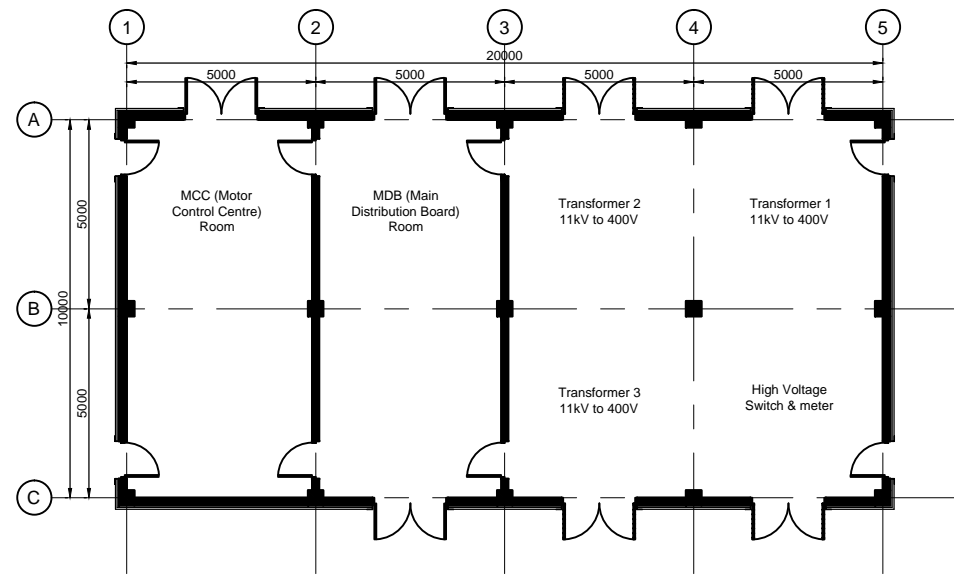 1 2 3 4 5
20000
5000 5000 5000 5000
A
MCC (Motor
Control Centre)
Room
MDB (Main
Distribution Board)
Room
Transformer 2
11kV to 400V
Transformer 1
11kV to 400V
5000
B
10000
5000
Transformer 3
11kV to 400V
High Voltage
Switch & meter
C